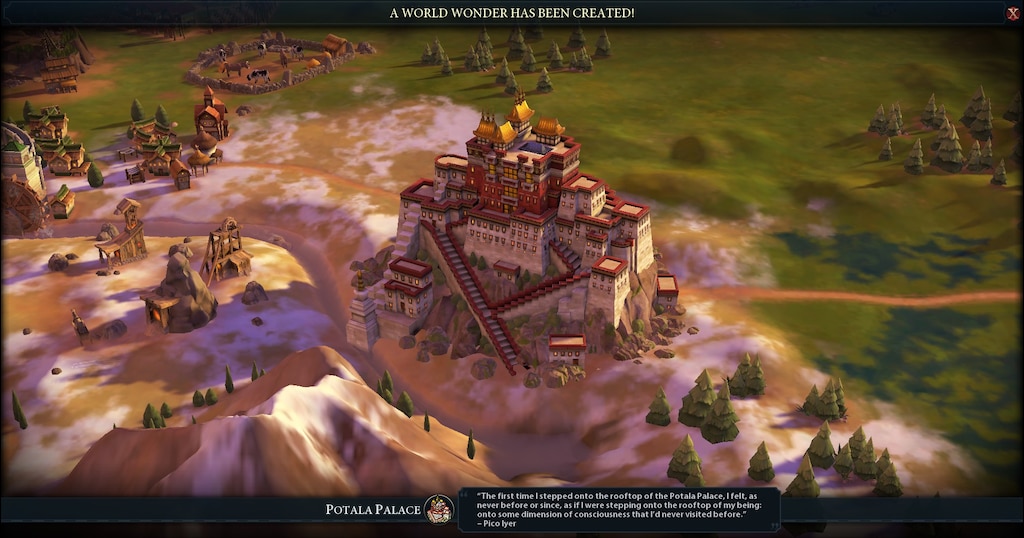 A WORLD WONDER HAS BEEN CREATED!
POTALA PALACE
"The first time I stepped onto the rooftop of the Potala Palace, I felt, as
never before or since, as if I were stepping onto the rooftop of my being:
onto some dimension of consciousness that I'd never visited before."
– Pico Iyer